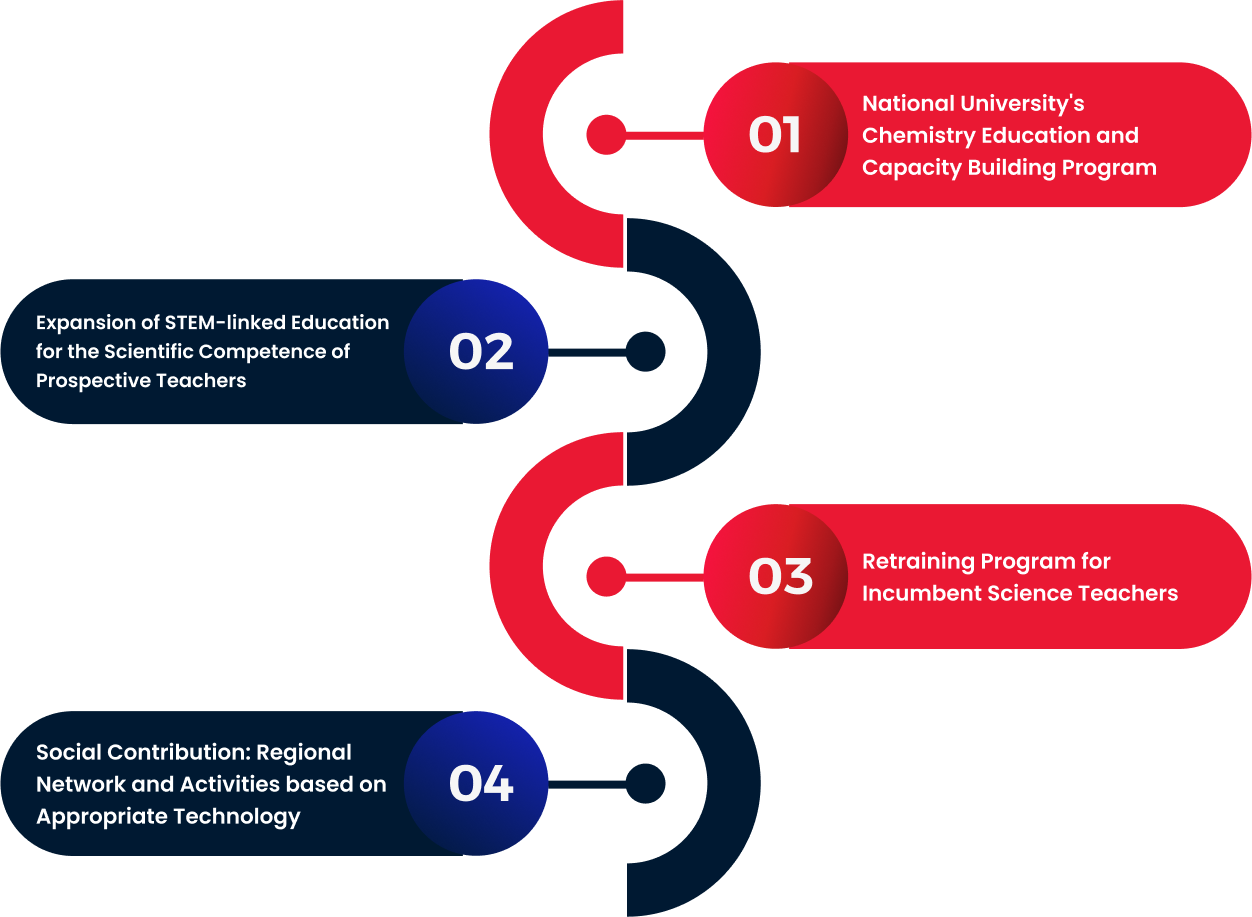 01
National University's
Chemistry Education and
Capacity Building Program
02
Expansion of STEM-linked Education
for the Scientific Competence of
Prospective Teachers
03
Retraining Program for
Incumbent Science Teachers
04
Social Contribution: Regional
Network and Activities based on
Appropriate Technology